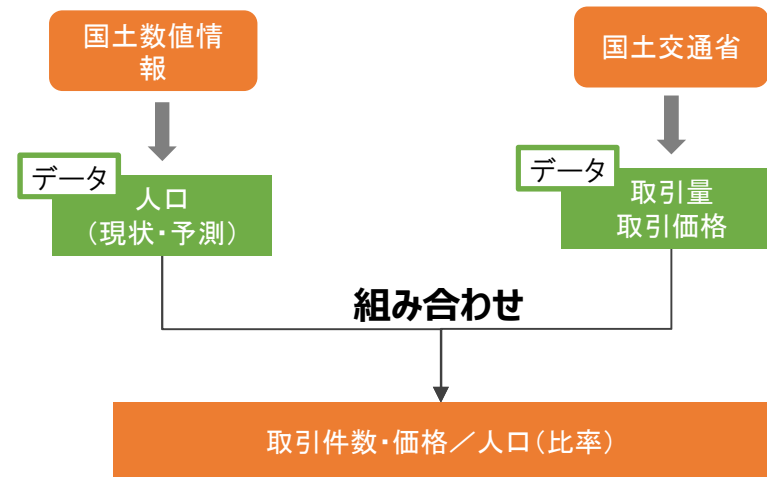 国土数値情
報
国土交通省
データ
人口
（現状・予測）
データ
取引量
取引価格
組み合わせ
取引件数・価格／人口（比率）